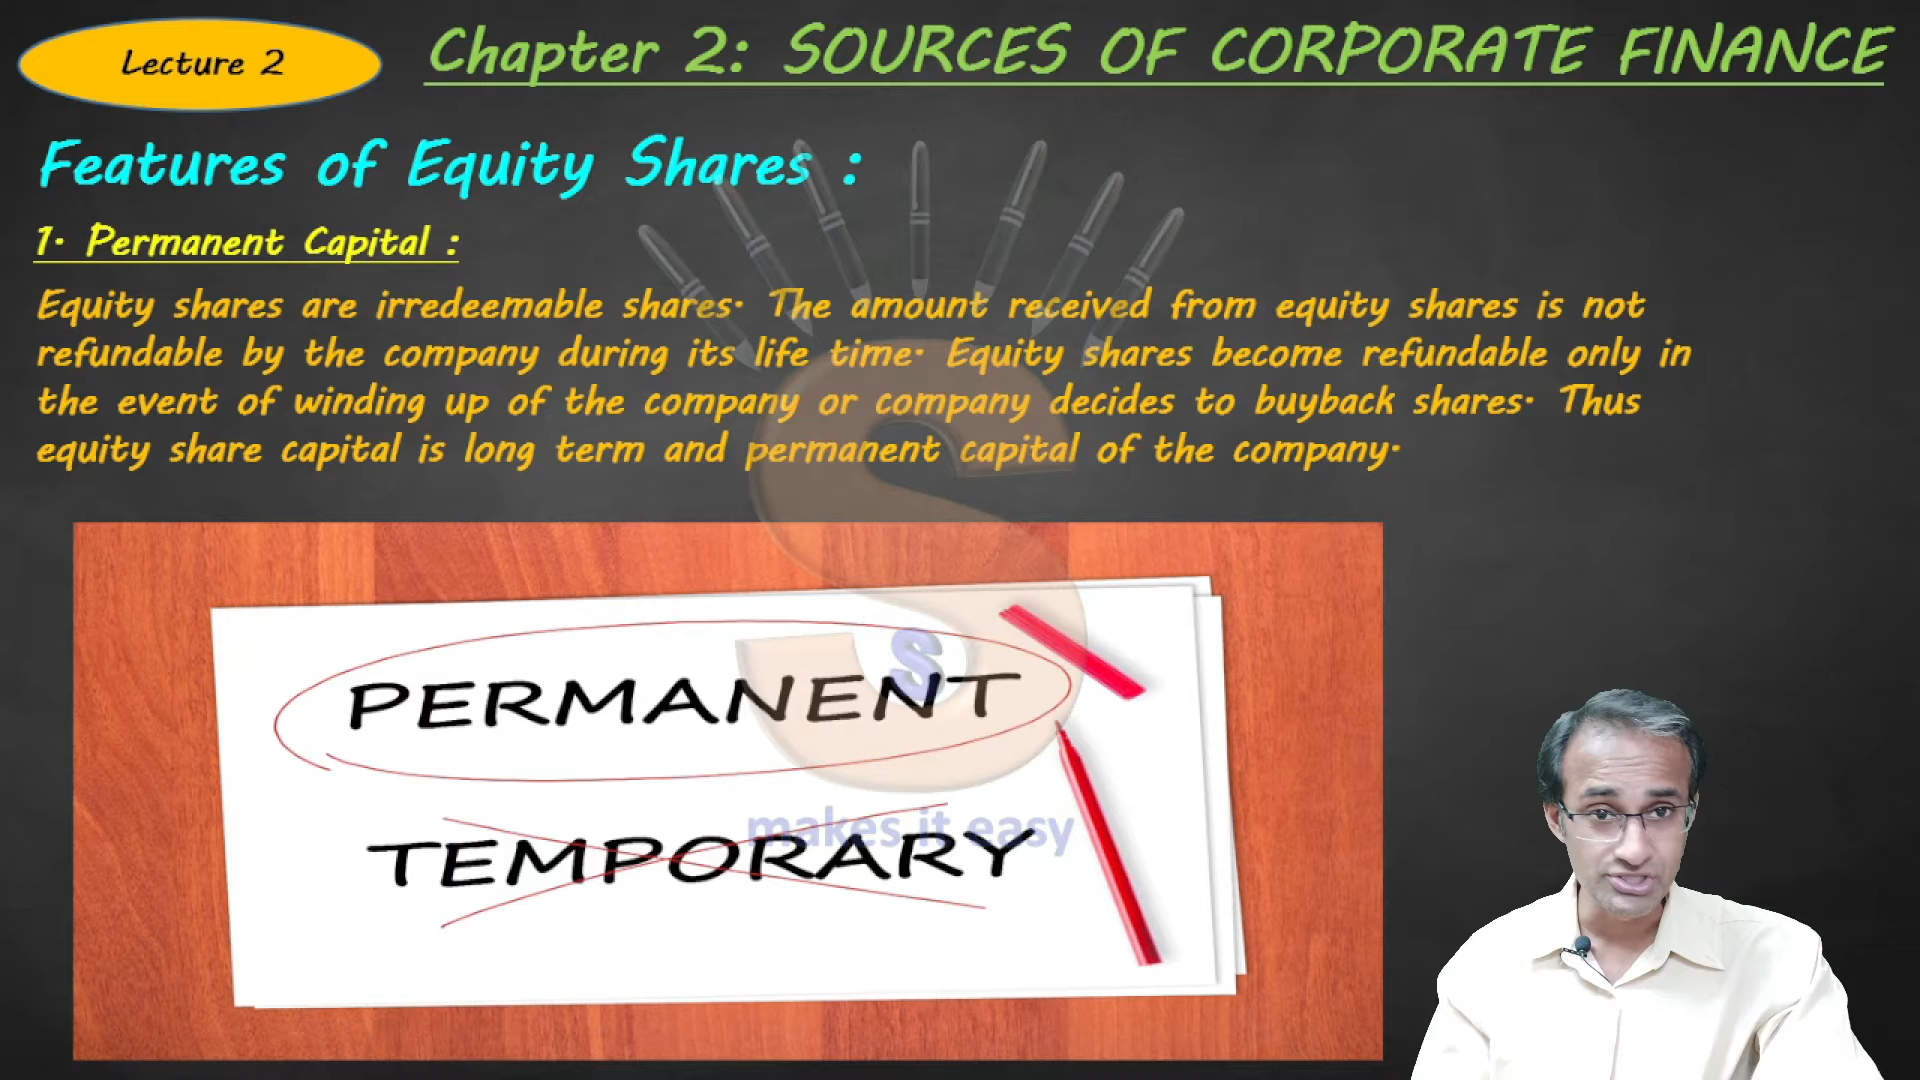 Lecture 2
Chapter 2: SOURCES OF CORPORATE FINANCE
Features of Equity Shares :
1. Permanent Capital :
Equity shares are irredeemable shares. The amount received from equity shares is not
refundable by the company during its life time. Equity shares become refundable only in
the event of winding up of the company or company decides to buyback shares. Thus
equity share capital is long term and permanent capital of the company.
S
S
PERMANENT
makes it easy
TEMPORARY